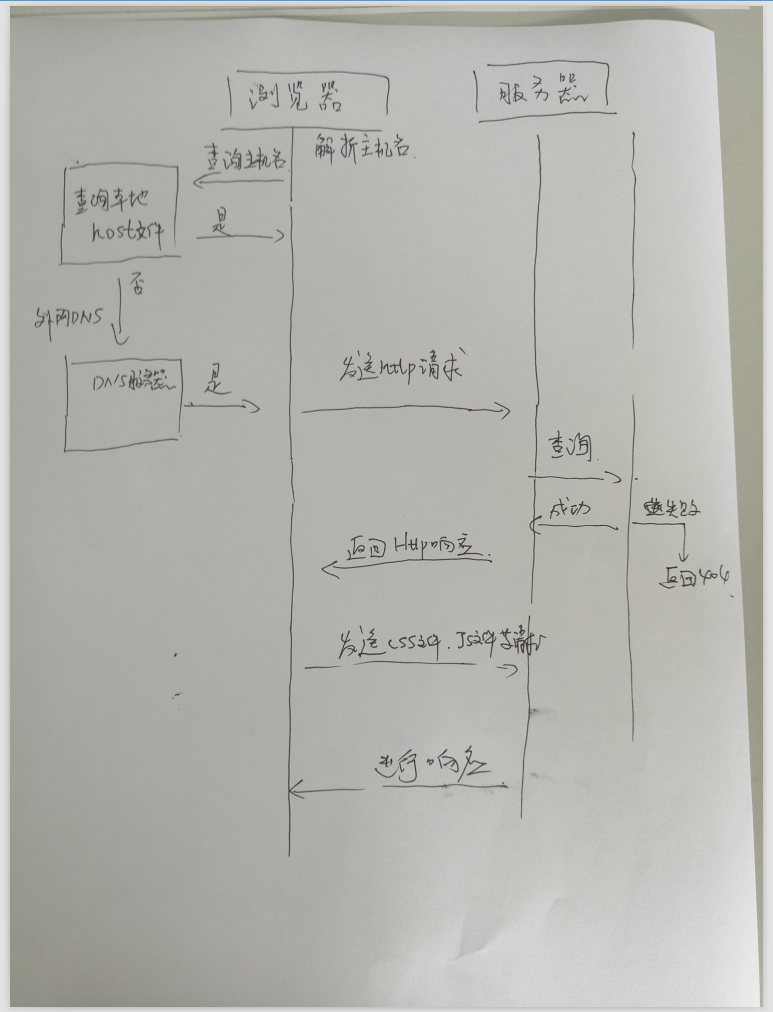 浏览器
服务器
查询主机名
解析主机名
查询本地
host文件
是
否
外网DNS
DNS服务器
是
发送Http请求
查询
成功
失败
返回Http响应
返回404
发送CSS文件、JS文件等请求
进行响应